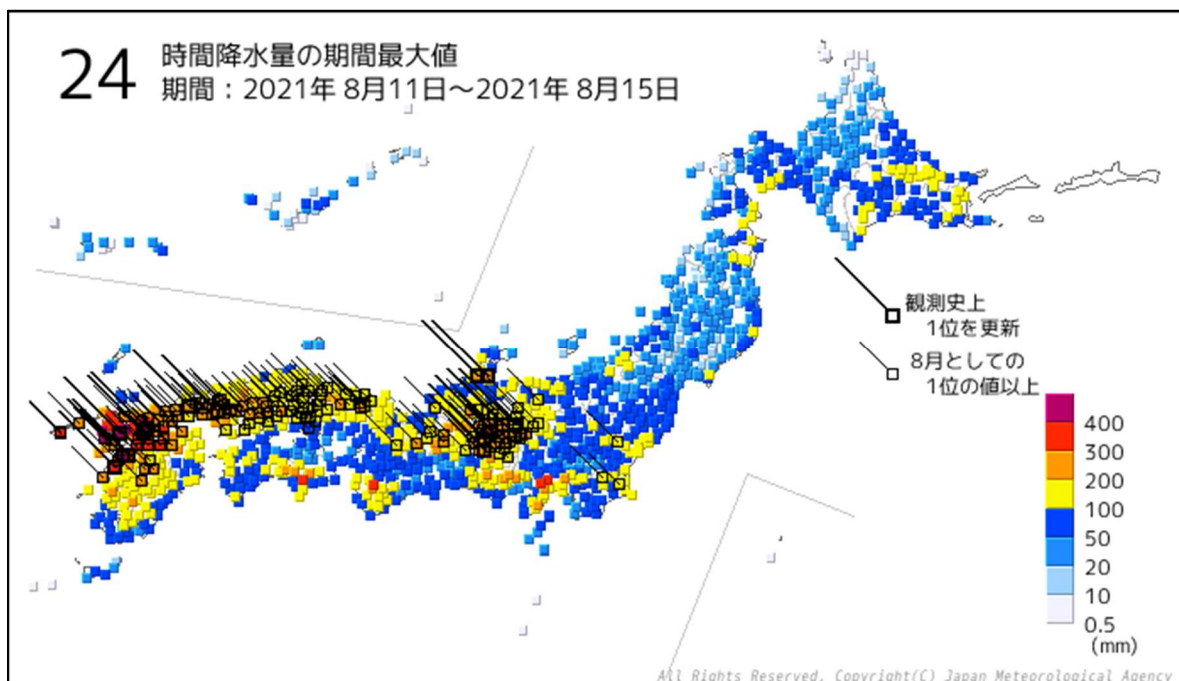 24
時間降水量の期間最大値
期間：2021年 8月11日～2021年 8月15日
観測史上
1位を更新
8月としての
1位の値以上
400
300
200
100
50
20
10
0.5
(mm)
All Rights Reserved, Copyright(C) Japan Meteorological Agency